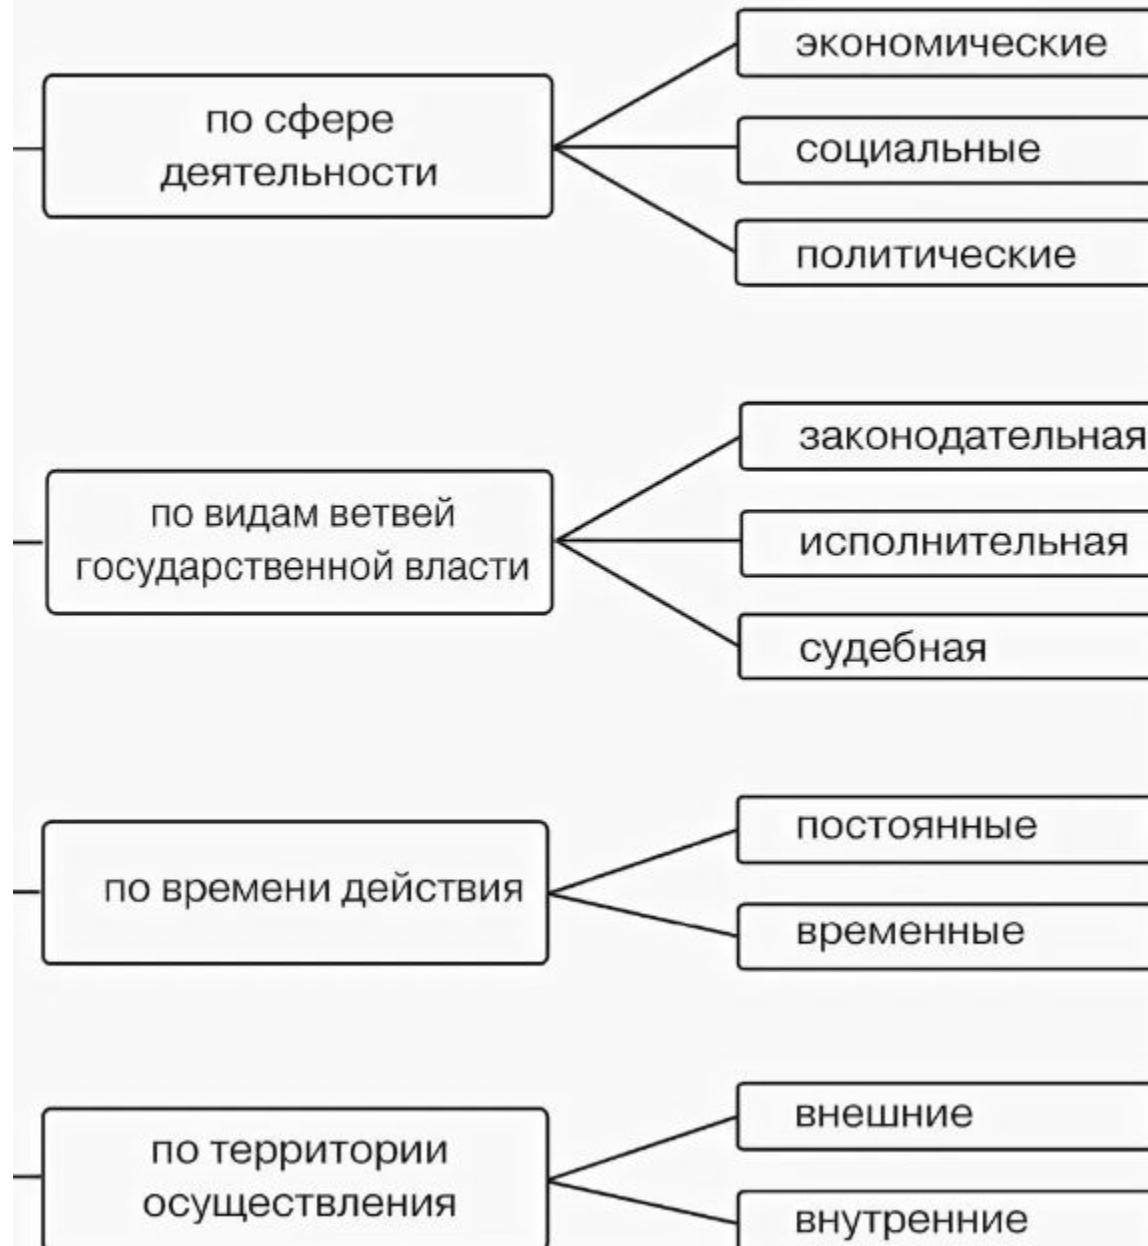 по сфере
деятельности
экономические
социальные
политические
по видам ветвей
государственной власти
законодательная
исполнительная
судебная
по времени действия
постоянные
временные
по территории
осуществления
внешние
внутренние